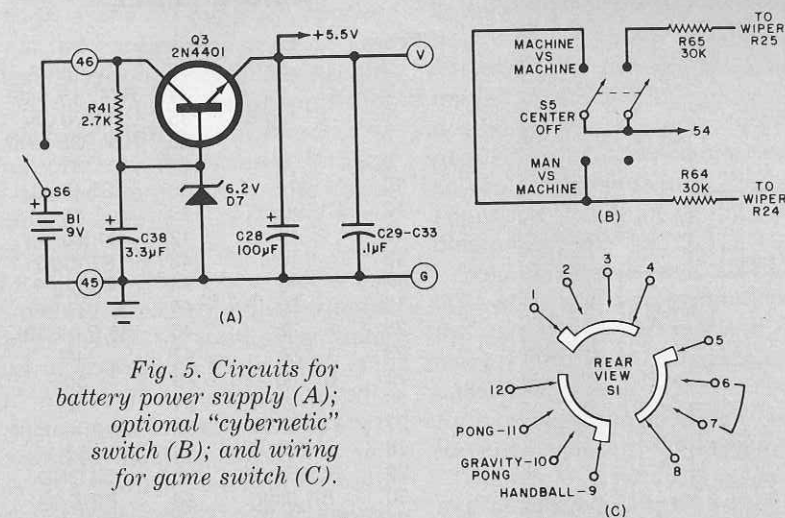 Q3
2N4401
+5.5V
46
V
R41
2.7K
6.2V
D7
S6
+
B1
9V
+
C38
3.3µF
+
C28
100µF
C29-C33
.1µF
45
G
(A)
MACHINE
VS
MACHINE
R65
30K
TO
WIPER
R25
S5
CENTER
OFF
54
MAN
VS
MACHINE
R64
30K
TO
WIPER
R24
(B)
1
2
3
4
5
6
7
8
REAR
VIEW
S1
12
PONG-11
GRAVITY-10
PONG
HANDBALL-9
(C)
Fig. 5. Circuits for
battery power supply (A);
optional "cybernetic"
switch (B); and wiring
for game switch (C).